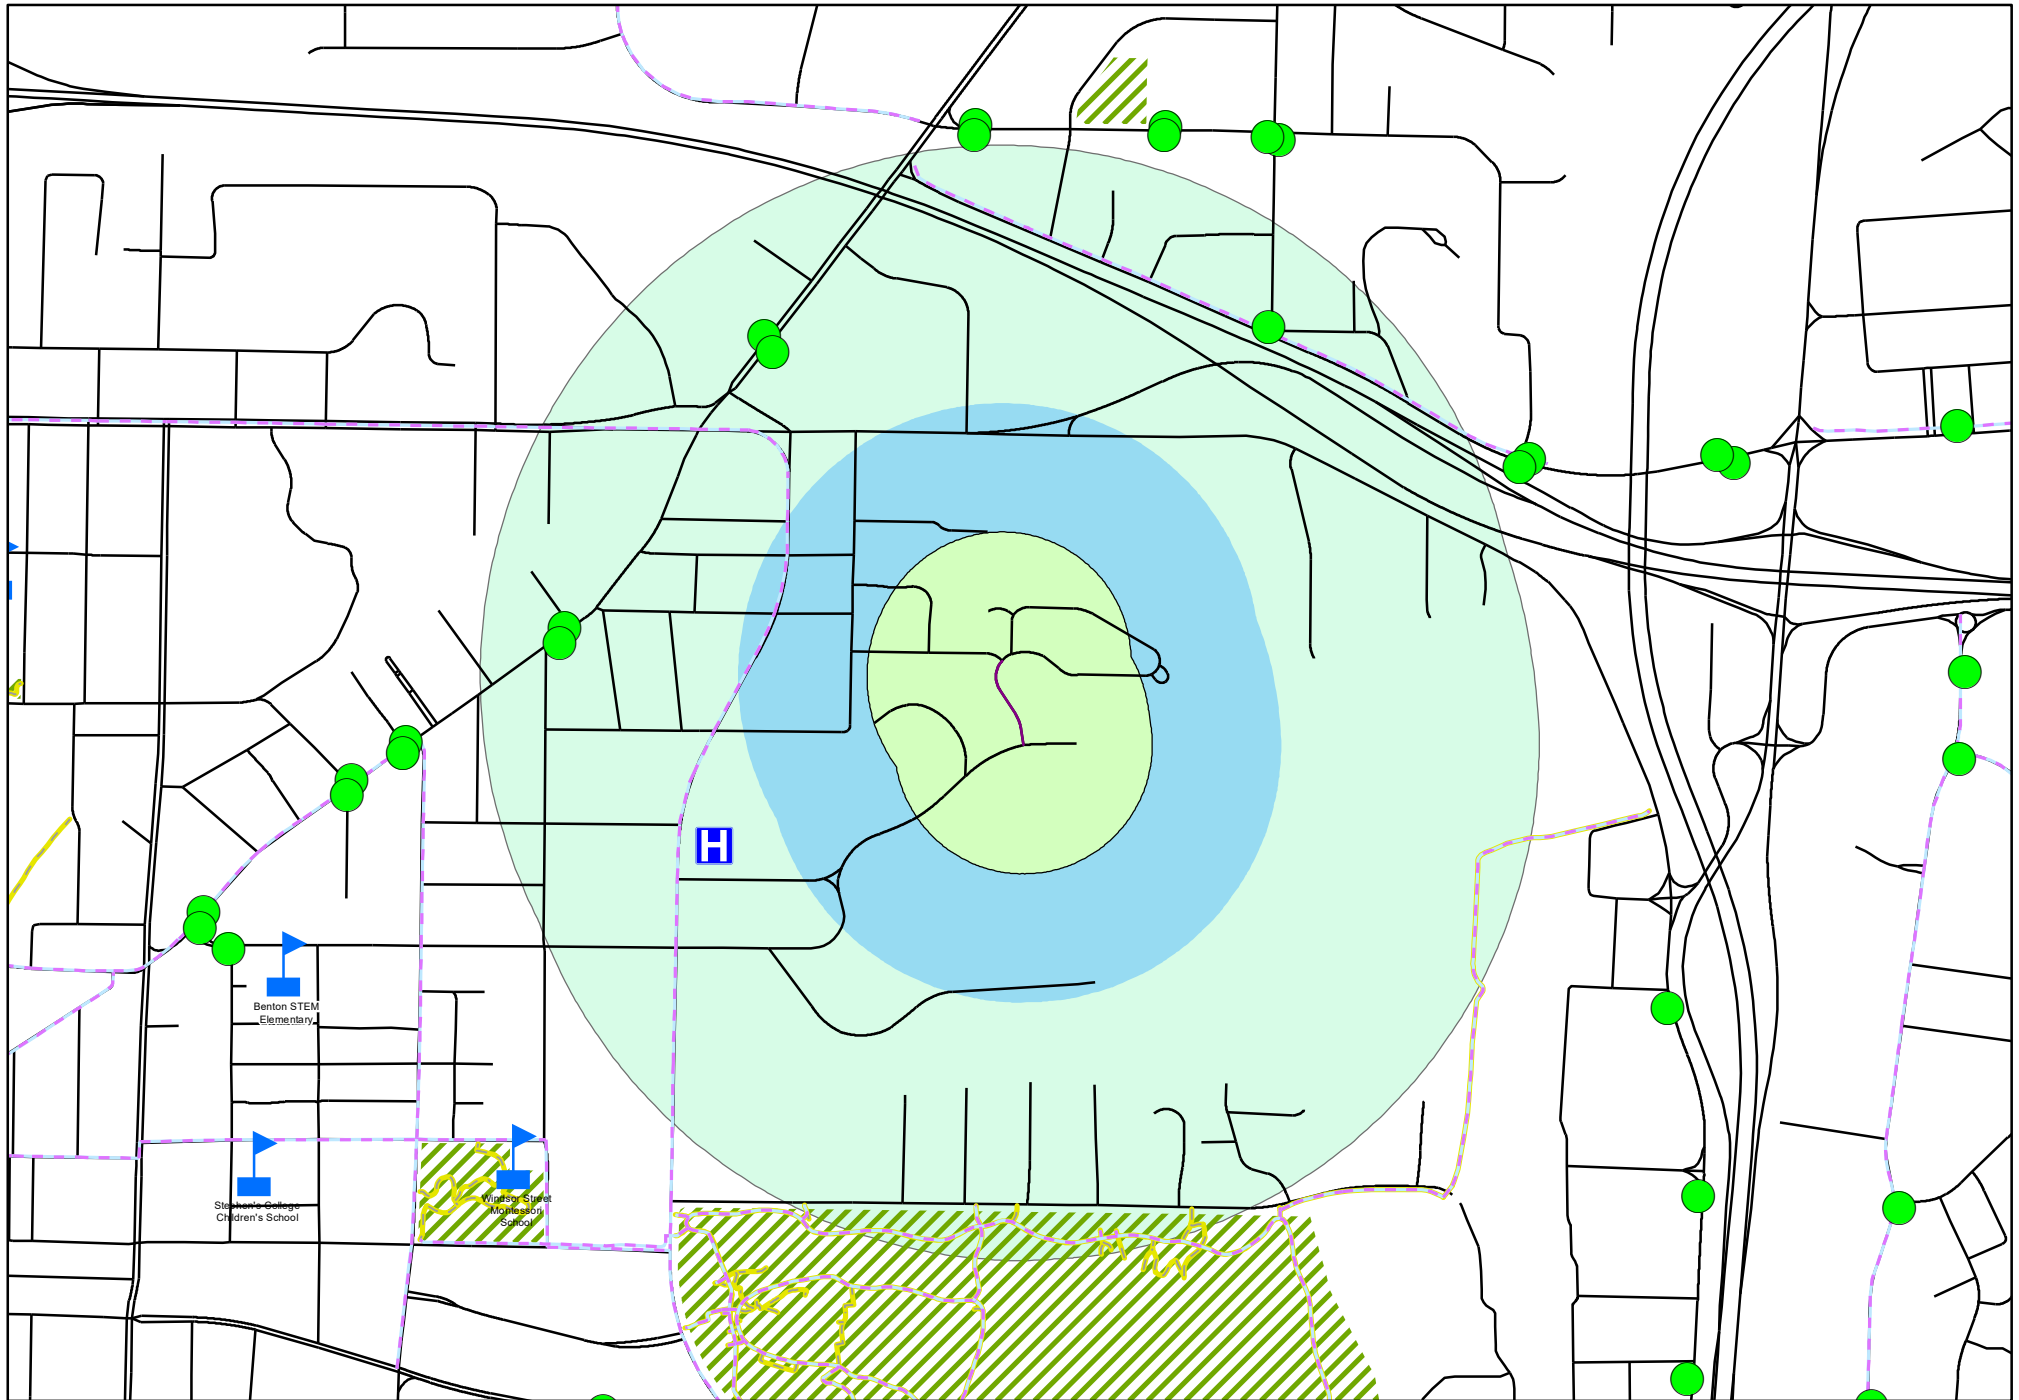 H
Benton STEM
Elementary
Stephen's College
Children's School
Windsor Street
Montessori
School